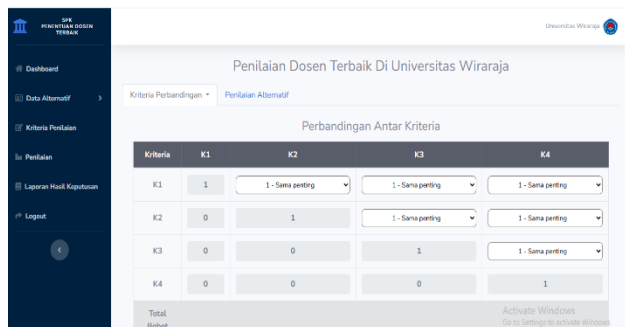 SPK
PENENTUAN DOSEN
TERBAIK
Universitas Wiraraja
Dashboard
Data Alternatif
Kriteria Penilaian
Penilaian
Laporan Hasil Keputusan
Logout
Penilaian Dosen Terbaik Di Universitas Wiraraja
Kriteria Perbandingan Penilaian Alternatif
Perbandingan Antar Kriteria
Kriteria K1 K2 K3 K4
K1 1 1 - Sama penting 1 - Sama penting 1 - Sama penting
K2 0 1 1 - Sama penting 1 - Sama penting
K3 0 0 1 1 - Sama penting
K4 0 0 0 1
Total
Bobot
Activate Windows
Go to Settings to activate Windows.